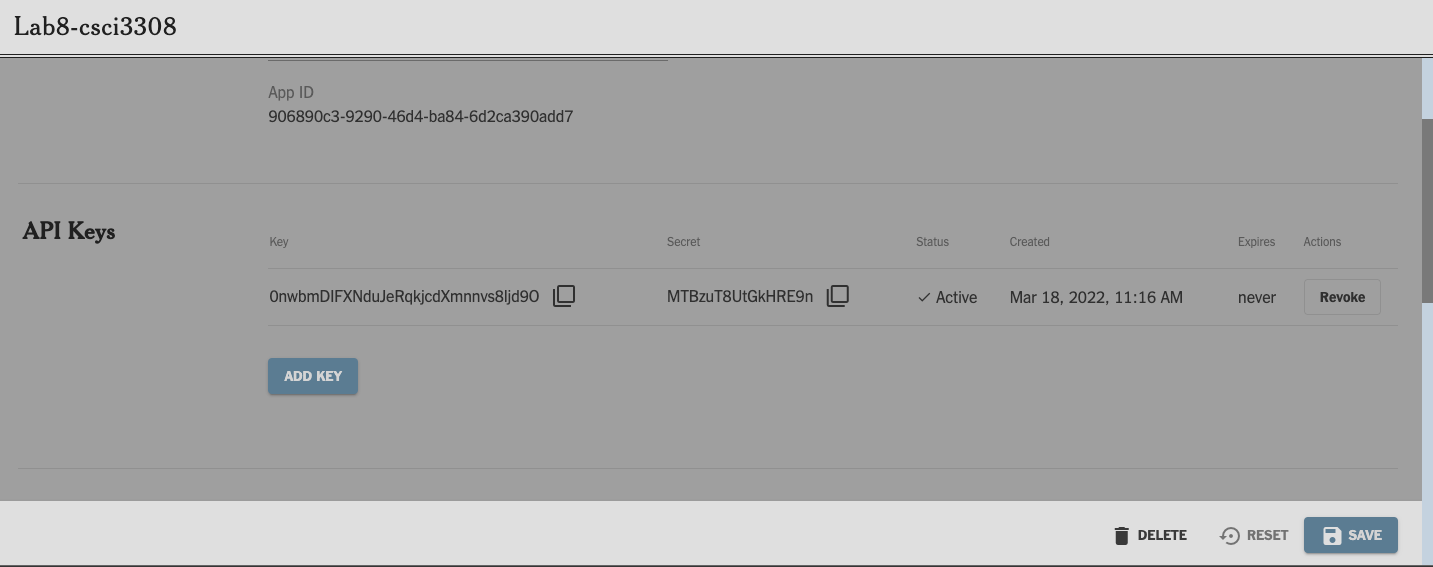 Lab8-csci3308
App ID
906890c3-9290-46d4-ba84-6d2ca390add7
API Keys
Key Secret Status Created Expires Actions
0nwbmDIFXNduJeRqkjcdXmnnvs8Ijd9O MTBzuT8UtGkHRE9n Active Mar 18, 2022, 11:16 AM never Revoke
ADD KEY
DELETE RESET SAVE